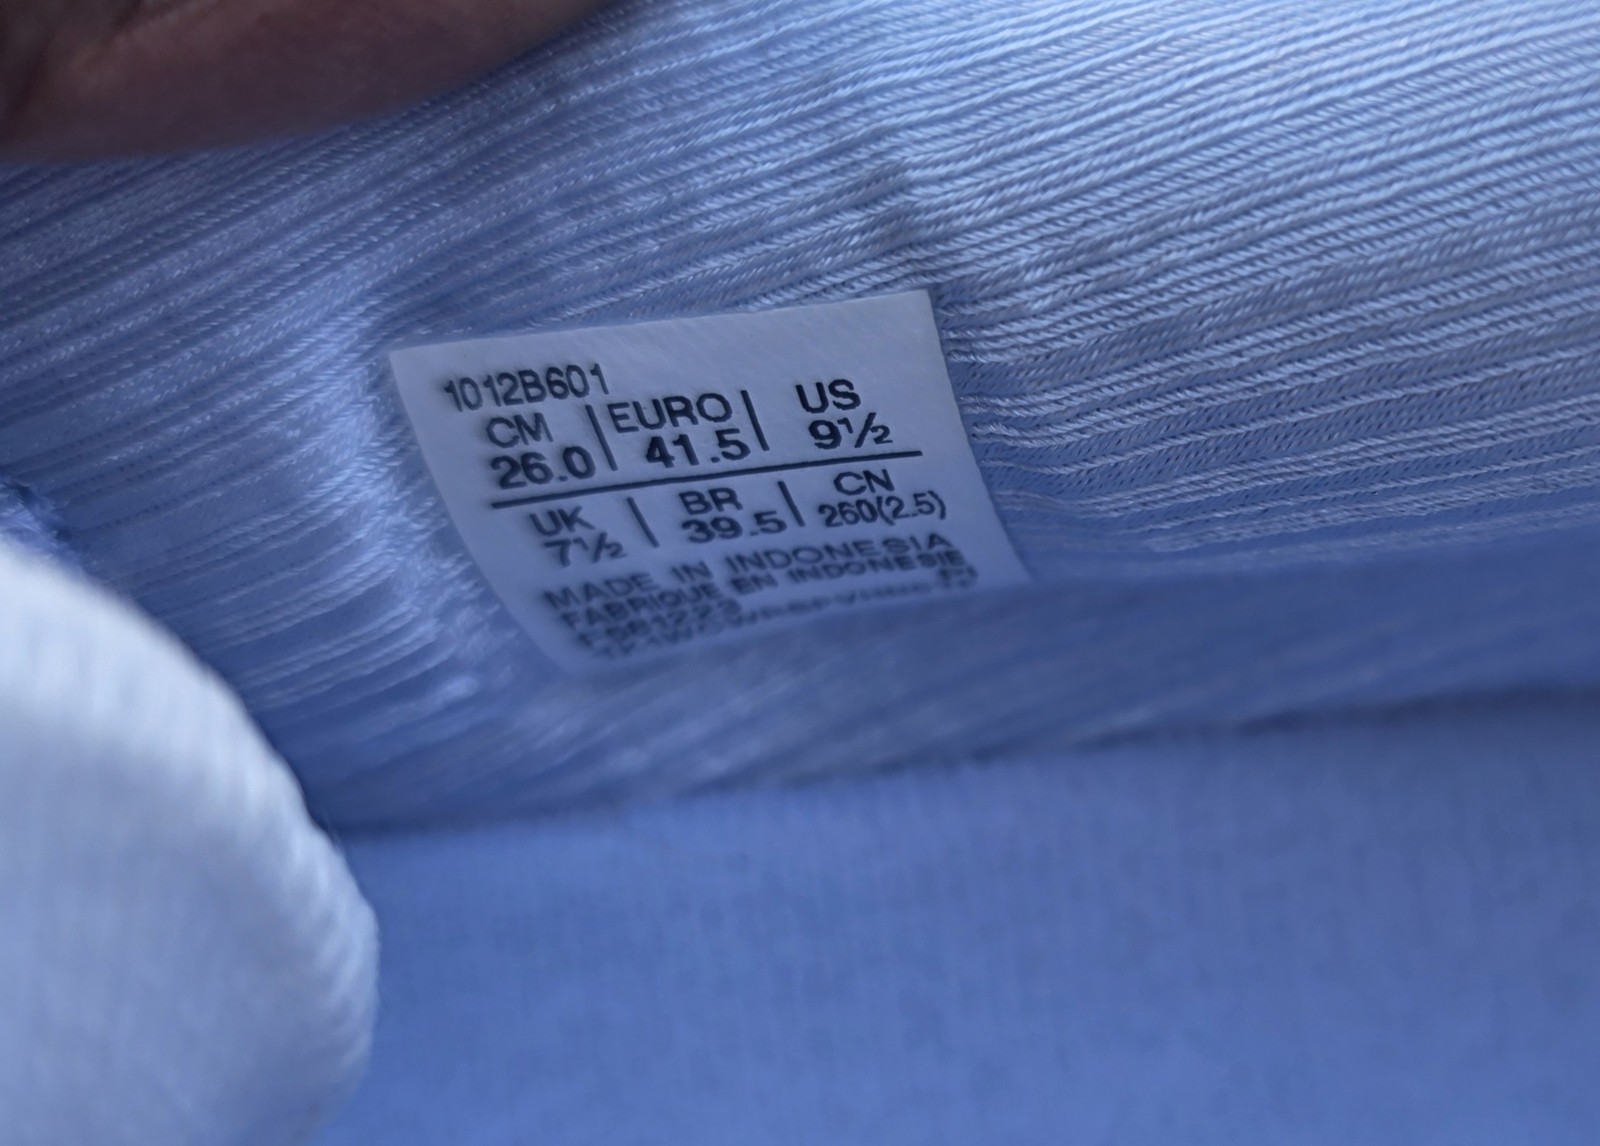 1012B601
CM | EURO | US
26.0 | 41.5 | 9½
UK | BR | CN
7½ | 39.5 | 260(2.5)
MADE IN INDONESIA
FABRIQUE EN INDONESIE